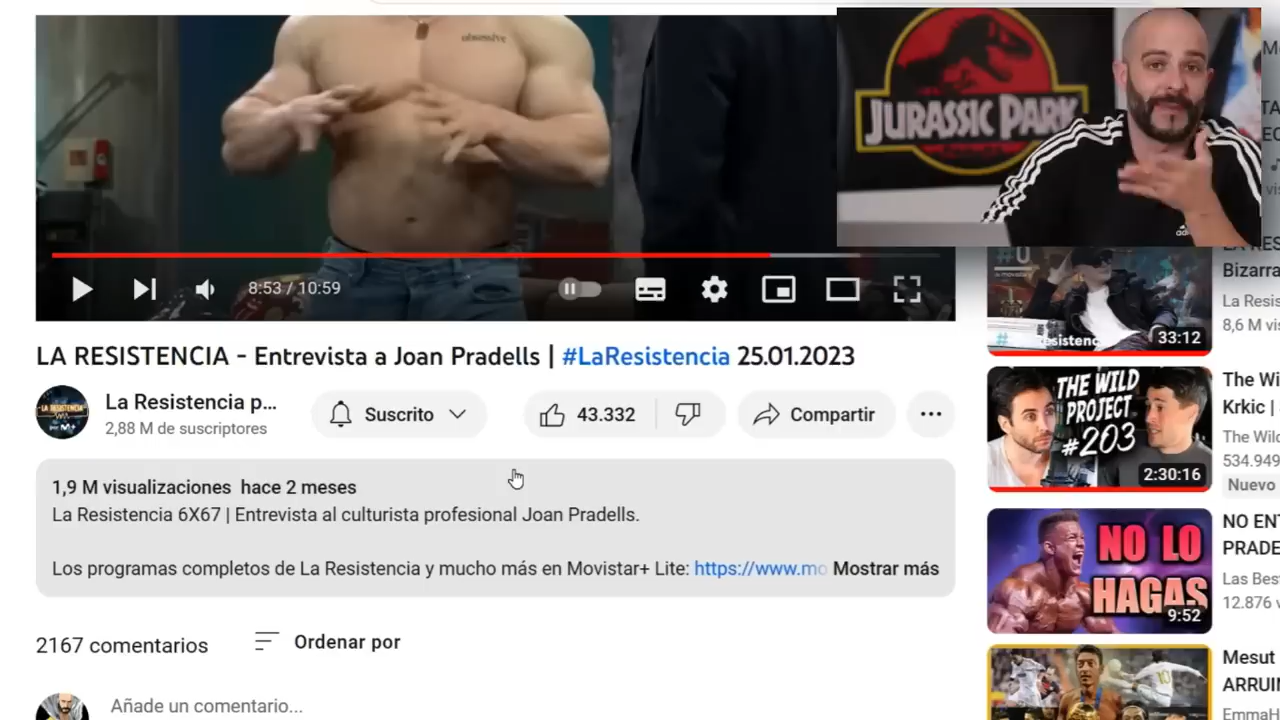 obsessive
JURASSIC PARK
8:53 / 10:59
LA RESISTENCIA - Entrevista a Joan Pradells | #LaResistencia 25.01.2023
La Resistencia p...
2,88 M de suscriptores
Suscrito
43.332
Compartir
1,9 M visualizaciones hace 2 meses
La Resistencia 6X67 | Entrevista al culturista profesional Joan Pradells.
Los programas completos de La Resistencia y mucho más en Movistar+ Lite: https://www.mo Mostrar más
2167 comentarios
Ordenar por
Añade un comentario...
#0
33:12
Bizarra
La Resis
8,6 M vis
THE WILD
PROJECT
#203
2:30:16
The Wi
Krkic |
The Wild
534.949
Nuevo
NO LO
HAGAS
9:52
NO ENT
PRADE
Las Bes
12.876 v
Mesut
ARRUIN
EmmaH